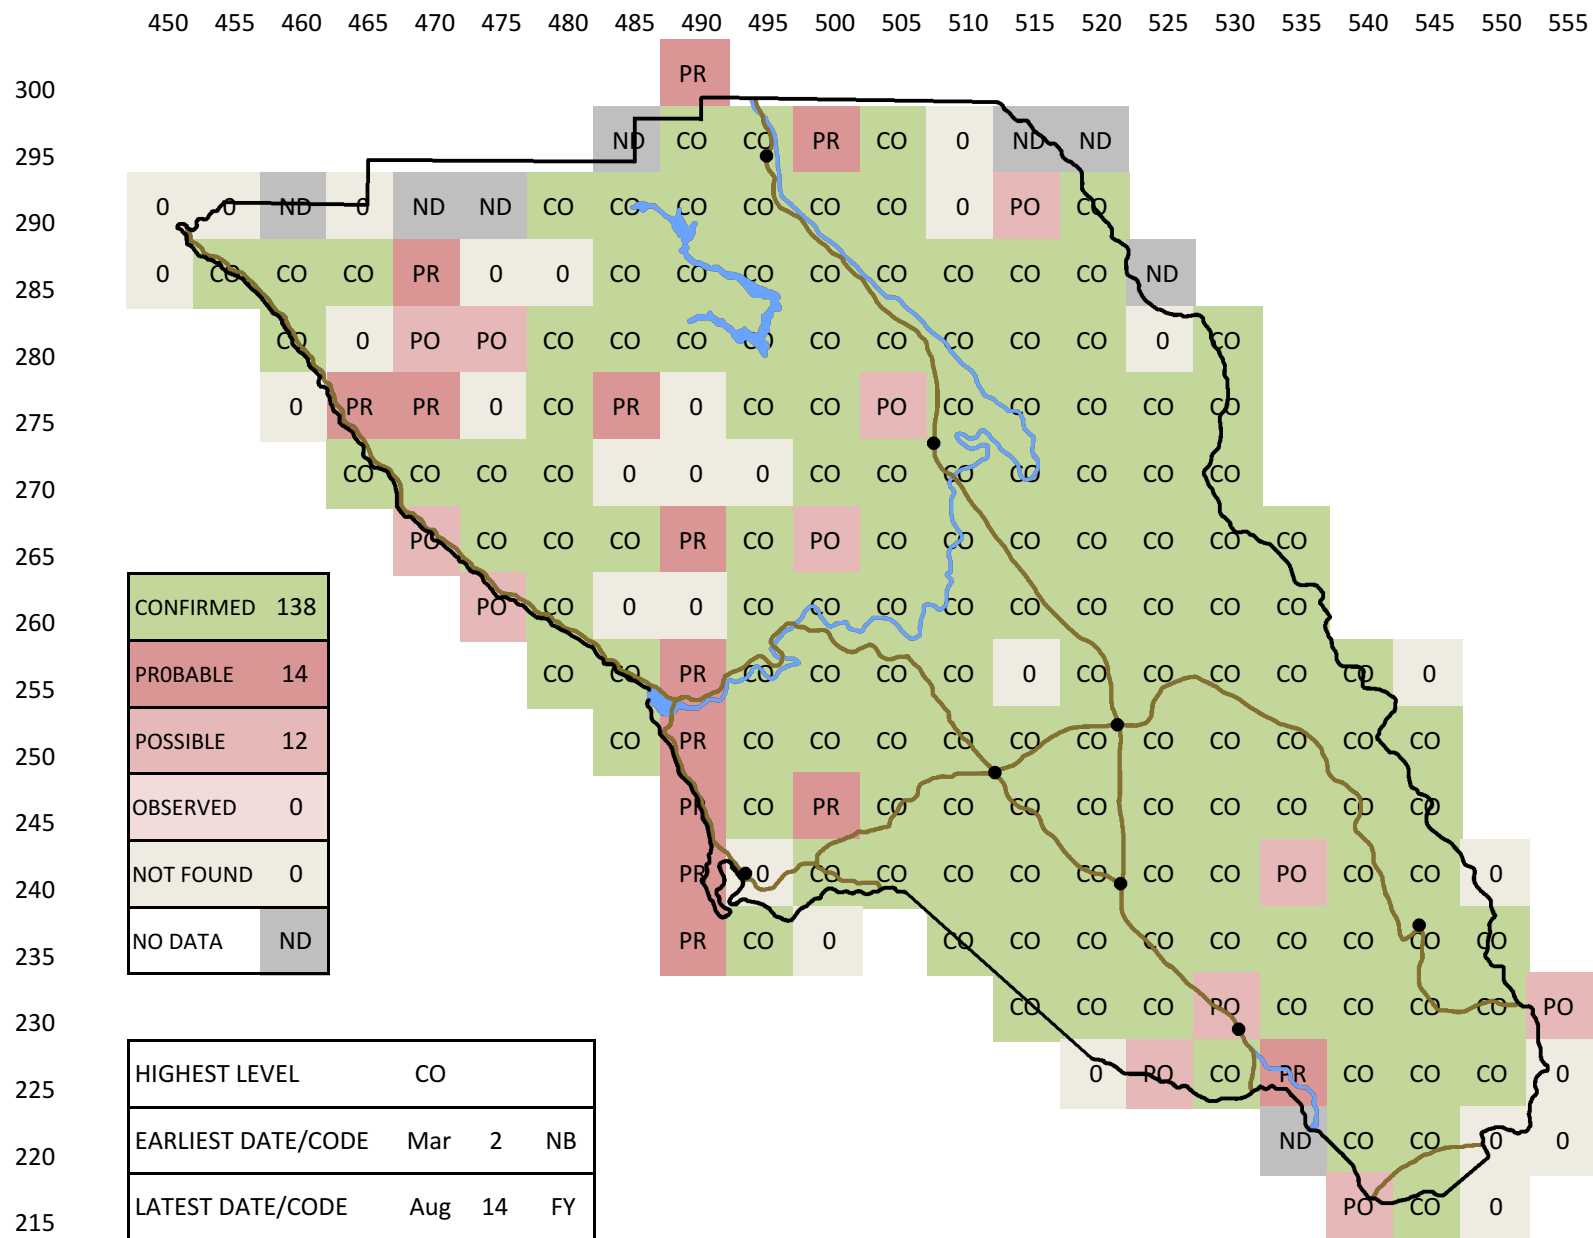 450 455 460 465 470 475 480 485 490 495 500 505 510 515 520 525 530 535 540 545 550 555
PR
300
ND CO CO PR CO 0 ND ND
295
0 0 ND 0 ND ND CO CO CO CO CO CO 0 PO CO
290
0 CO CO CO PR 0 0 CO CO CO CO CO CO CO CO ND
285
CO 0 PO PO CO CO CO CO CO CO CO CO CO 0 CO
280
0 PR PR 0 CO PR 0 CO CO PO CO CO CO CO CO
275
CO CO CO CO 0 0 0 CO CO CO CO CO CO CO
270
PO CO CO CO PR CO PO CO CO CO CO CO CO CO
265
PO CO 0 0 CO CO CO CO CO CO CO CO CO
260
CO CO PR CO CO CO CO 0 CO CO CO CO CO 0
255
CO PR CO CO CO CO CO CO CO CO CO CO CO
250
PR CO PR CO CO CO CO CO CO CO CO CO
245
PR 0 CO CO CO CO CO CO CO PO CO CO 0
240
PR CO 0 CO CO CO CO CO CO CO CO CO
235
CO CO CO PO CO CO CO CO PO
230
0 PO CO PR CO CO CO 0
225
ND CO CO 0 0
220
PO CO 0
215
CONFIRMED 138
PR0BABLE 14
POSSIBLE 12
OBSERVED 0
NOT FOUND 0
NO DATA ND
HIGHEST LEVEL CO
EARLIEST DATE/CODE Mar 2 NB
LATEST DATE/CODE Aug 14 FY